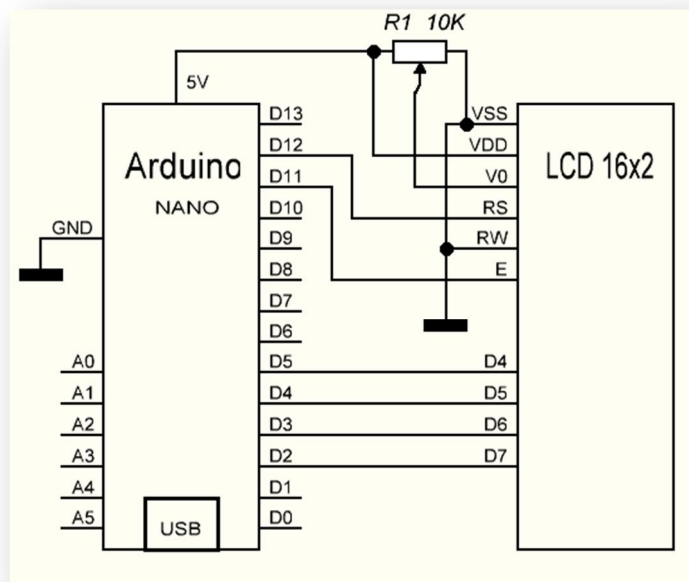 R1 10K
5V
Arduino
NANO
GND
A0
A1
A2
A3
A4
A5
USB
D13
D12
D11
D10
D9
D8
D7
D6
D5
D4
D3
D2
D1
D0
VSS
VDD
V0
RS
RW
E
D4
D5
D6
D7
LCD 16x2